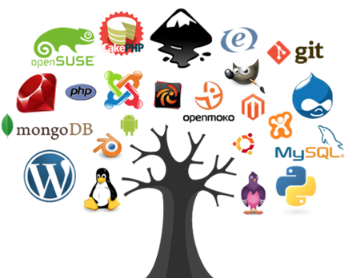 openSUSE
CakePHP
e
git
php
openmoko
mongoDB
MySQL
W